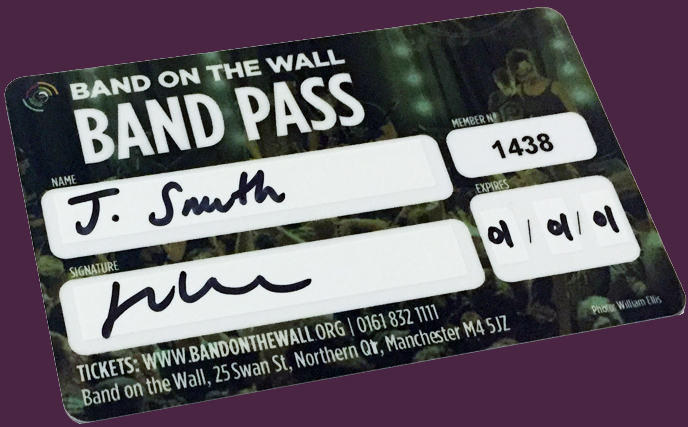 BAND ON THE WALL
BAND PASS
MEMBER Nº
1438
NAME
J. Smith
EXPIRES
01 / 01 / 01
SIGNATURE
TICKETS: WWW.BANDONTHEWALL.ORG | 0161 832 1111
Band on the Wall, 25 Swan St, Northern Qtr, Manchester M4 5JZ
Photo: William Ellis